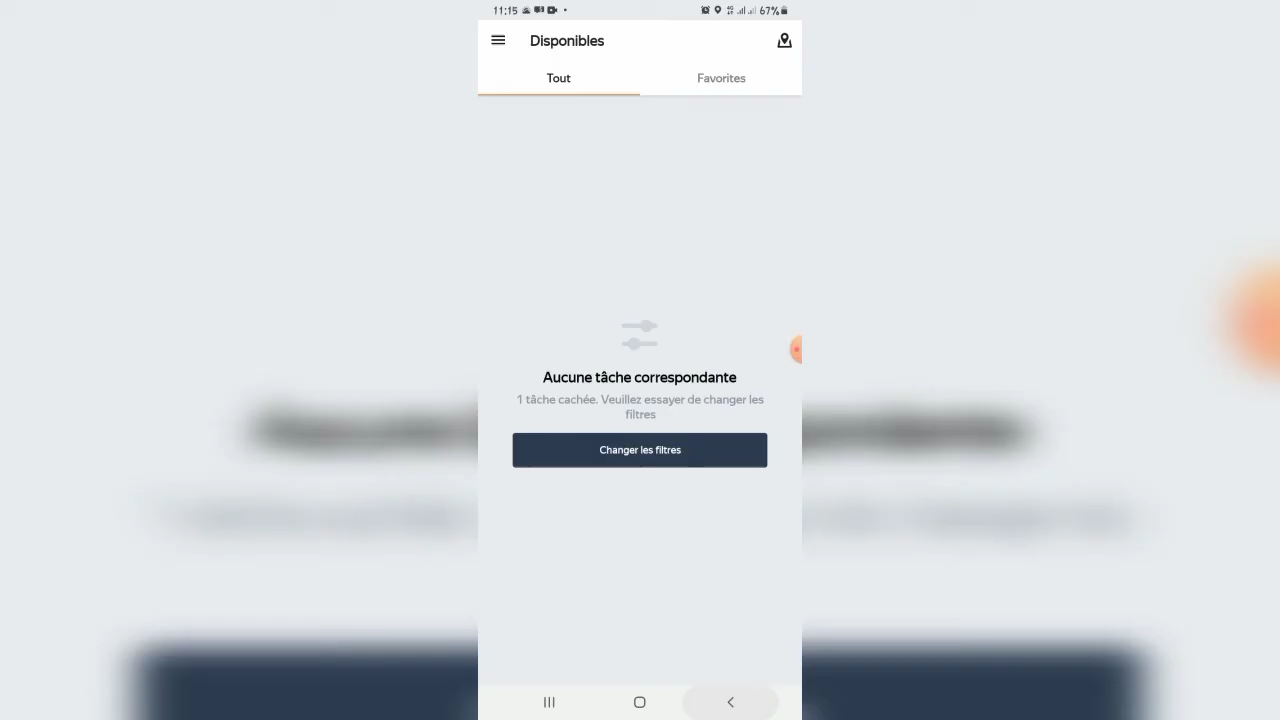 11:15
67%
Disponibles
Tout
Favorites
Aucune tâche correspondante
1 tâche cachée. Veuillez essayer de changer les
filtres
Changer les filtres